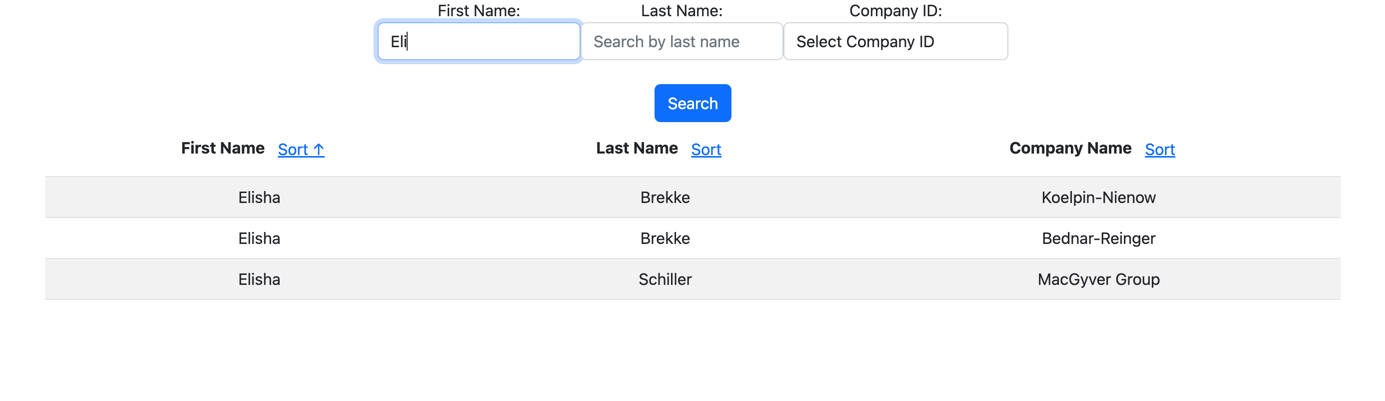 First Name: Last Name: Company ID:
Eli Search by last name Select Company ID
Search
First Name Sort ↑ Last Name Sort Company Name Sort
Elisha Brekke Koelpin-Nienow
Elisha Brekke Bednar-Reinger
Elisha Schiller MacGyver Group